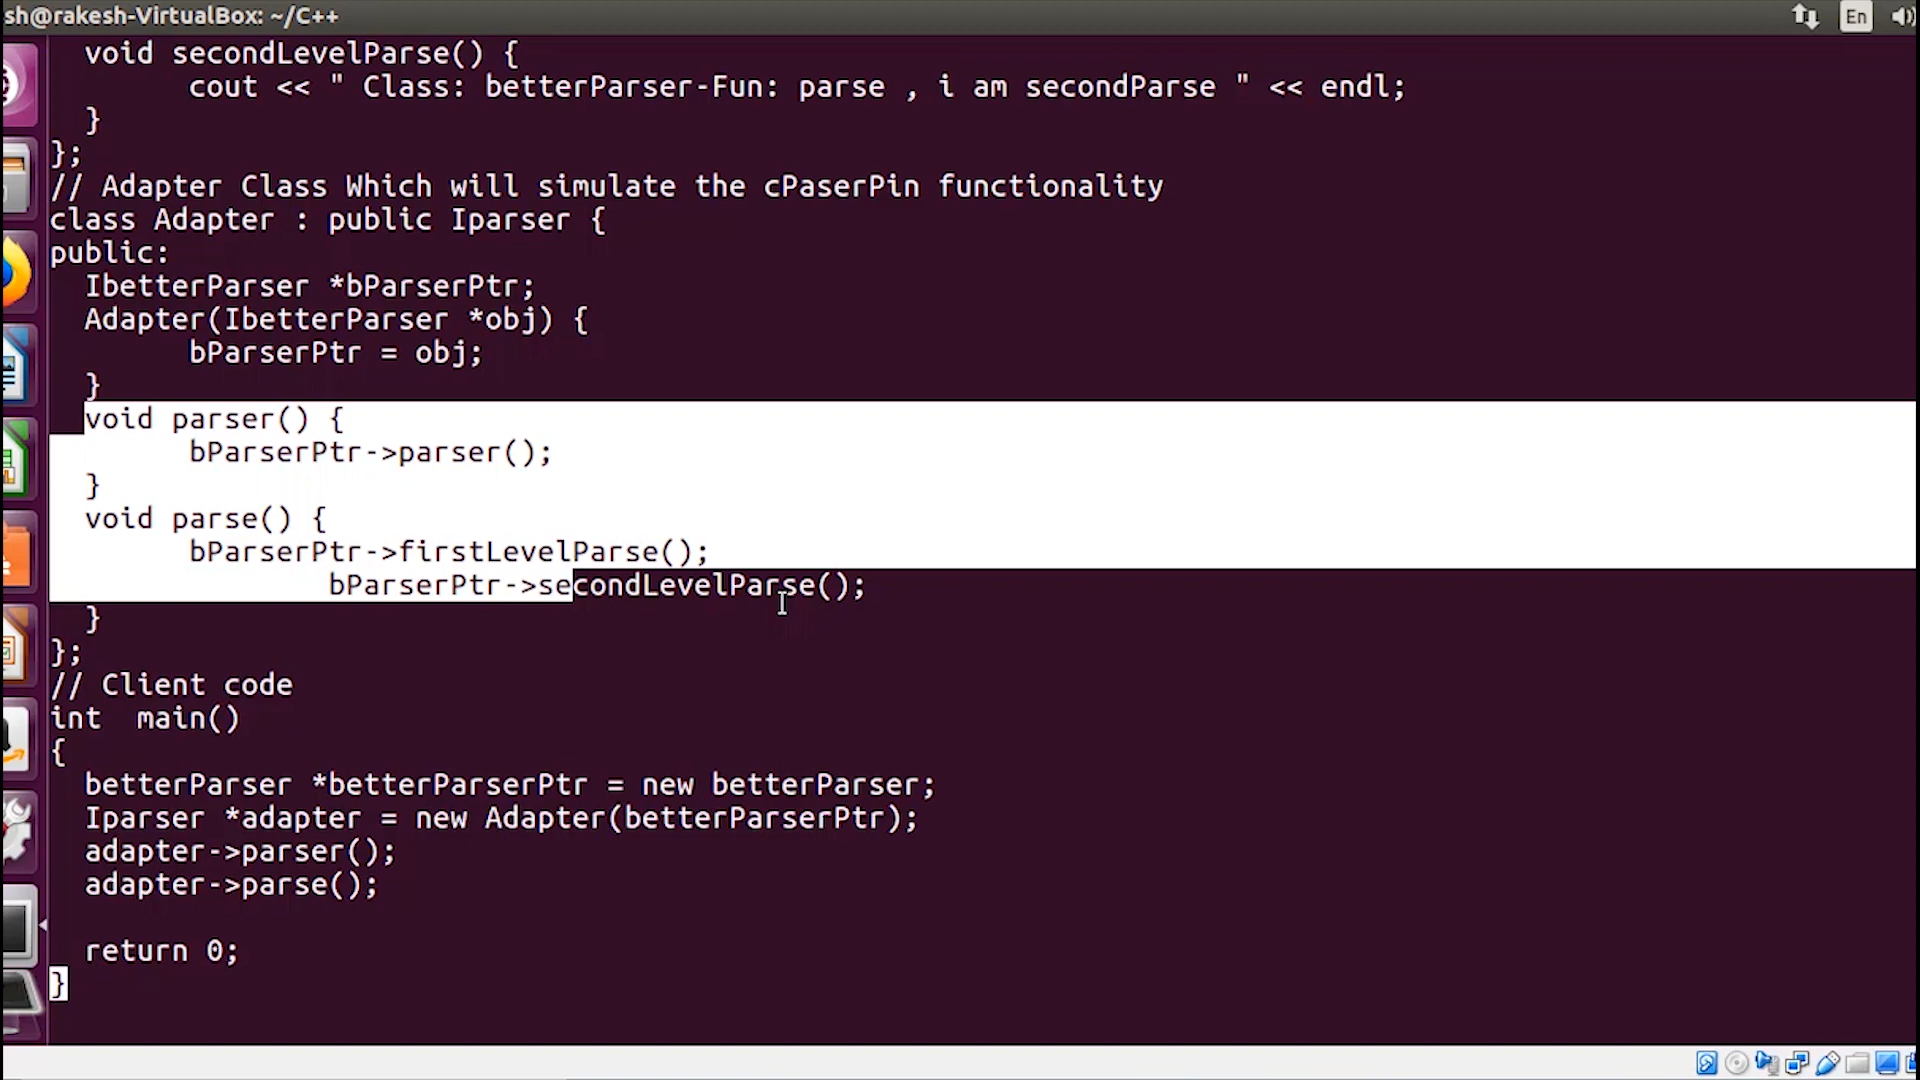 sh@rakesh-VirtualBox: ~/C++
En
void secondLevelParse() {
cout << " Class: betterParser-Fun: parse , i am secondParse " << endl;
}
};
// Adapter Class Which will simulate the cPaserPin functionality
class Adapter : public Iparser {
public:
IbetterParser *bParserPtr;
Adapter(IbetterParser *obj) {
bParserPtr = obj;
}
void parser() {
bParserPtr->parser();
}
void parse() {
bParserPtr->firstLevelParse();
bParserPtr->secondLevelParse();
}
};
// Client code
int  main()
{
betterParser *betterParserPtr = new betterParser;
Iparser *adapter = new Adapter(betterParserPtr);
adapter->parser();
adapter->parse();
return 0;
}